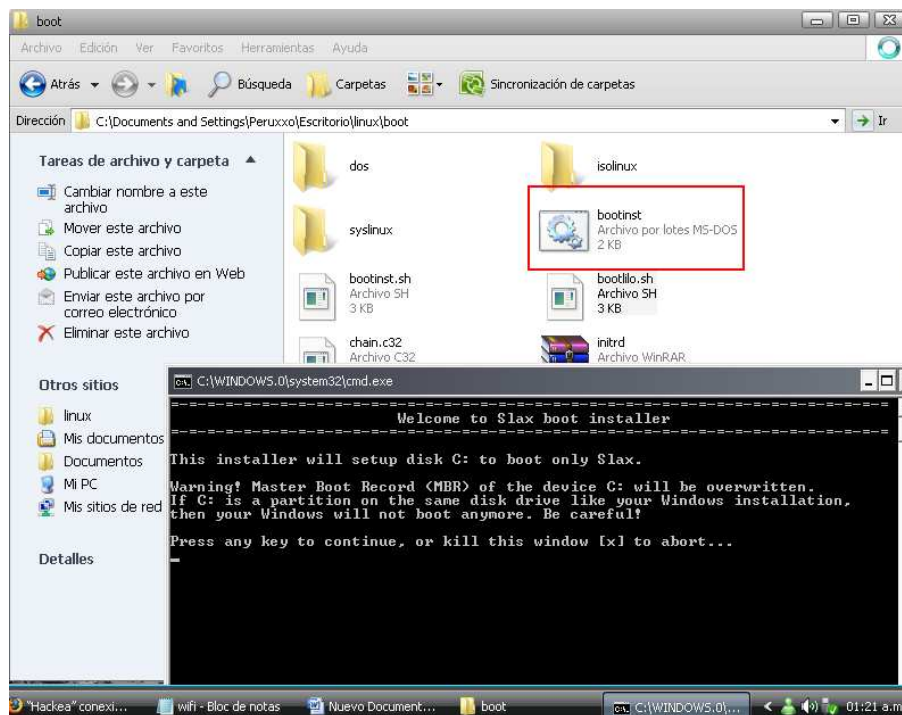 boot
Archivo Edición Ver Favoritos Herramientas Ayuda
Atrás Búsqueda Carpetas Sincronización de carpetas
Dirección C:\Documents and Settings\Peruxxo\Escritorio\linux\boot Ir
Tareas de archivo y carpeta
Cambiar nombre a este
archivo
Mover este archivo
Copiar este archivo
Publicar este archivo en Web
Enviar este archivo por
correo electrónico
Eliminar este archivo
Otros sitios
linux
Mis documentos
Documentos
Mi PC
Mis sitios de red
Detalles
dos
isolinux
syslinux
bootinst
Archivo por lotes MS-DOS
2 KB
bootinst.sh
Archivo SH
3 KB
bootlilo.sh
Archivo SH
3 KB
chain.c32
Archivo C32
initrd
Archivo WinRAR
C:\WINDOWS.0\system32\cmd.exe
Welcome to Slax boot installer
This installer will setup disk C: to boot only Slax.
Warning! Master Boot Record (MBR) of the device C: will be overwritten.
If C: is a partition on the same disk drive like your Windows installation,
then your Windows will not boot anymore. Be careful!
Press any key to continue, or kill this window [x] to abort...
"Hackea" conexi... wifi - Bloc de notas Nuevo Document... boot C:\WINDOWS.0\... 01:21 a.m